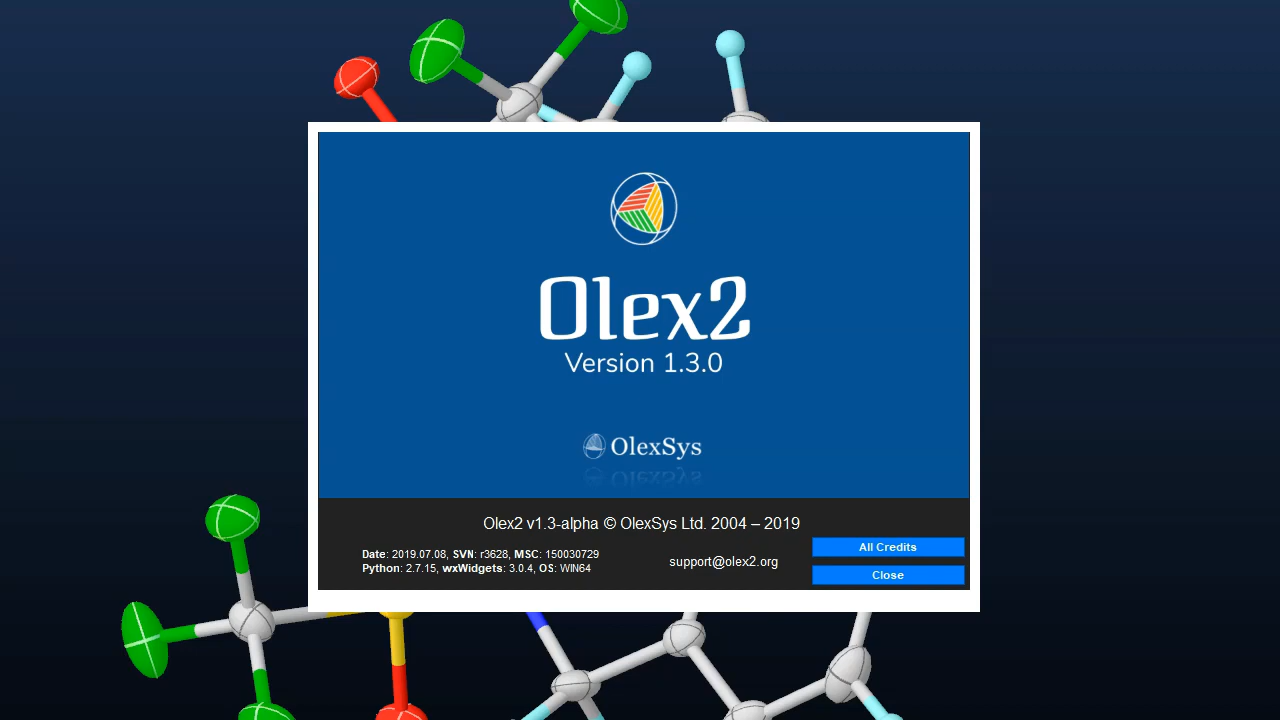 Olex2
Version 1.3.0
OlexSys
Olex2 v1.3-alpha © OlexSys Ltd. 2004 – 2019
Date: 2019.07.08, SVN: r3628, MSC: 150030729
Python: 2.7.15, wxWidgets: 3.0.4, OS: WIN64
support@olex2.org
All Credits
Close